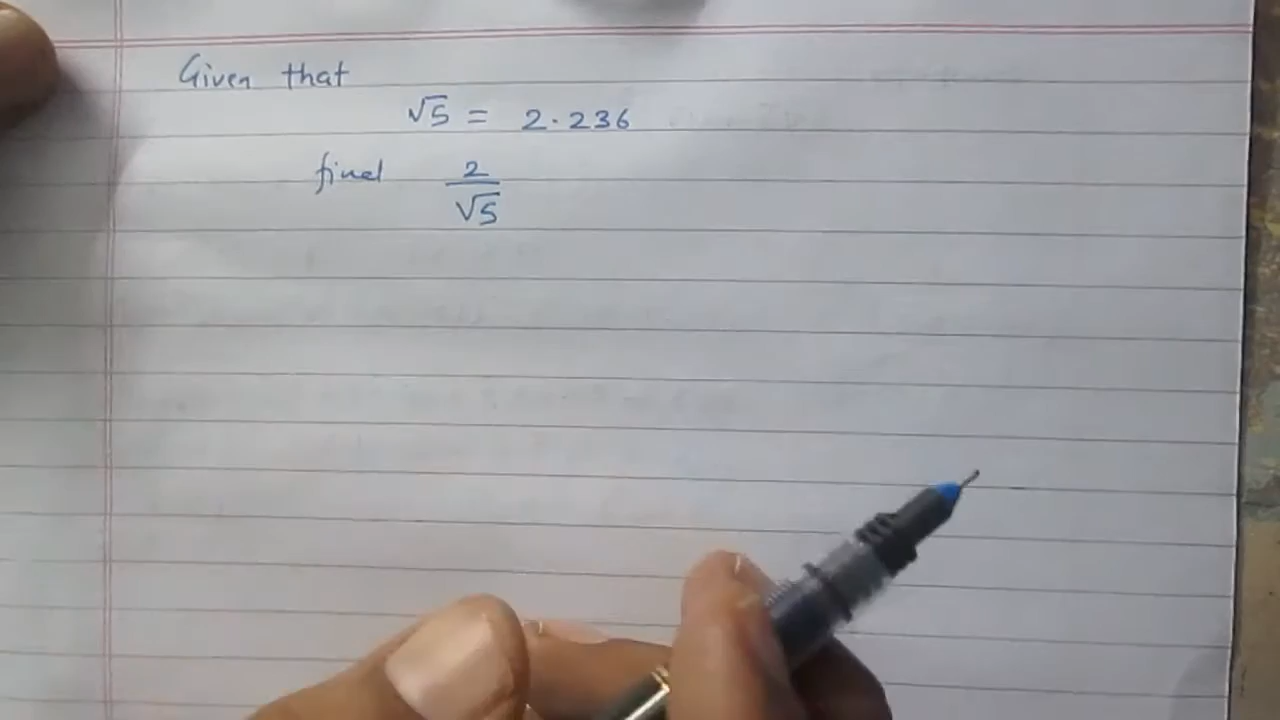 Given that
√5 = 2.236
find 2/√5